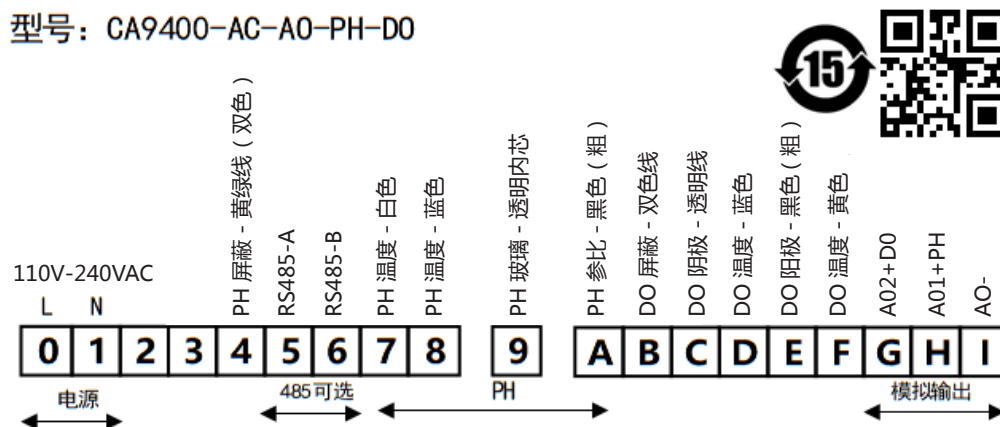 型号：CA9400-AC-AO-PH-DO
15
110V-240VAC
L N
PH 屏蔽 - 黄绿线（双色）
RS485-A
RS485-B
PH 温度 - 白色
PH 温度 - 蓝色
PH 玻璃 - 透明内芯
PH 参比 - 黑色（粗）
DO 屏蔽 - 双色线
DO 阴极 - 透明线
DO 温度 - 蓝色
DO 阳极 - 黑色（粗）
DO 温度 - 黄色
A02+D0
A01+PH
AO-
0 1 2 3 4 5 6 7 8 9 A B C D E F G H I
电源 485可选 PH 模拟输出